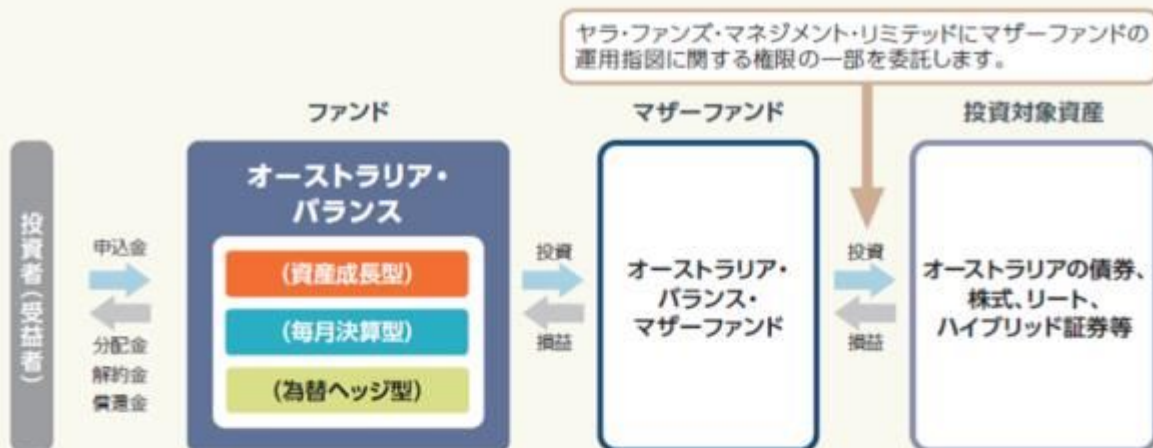 ヤラ・ファンズ・マネジメント・リミテッドにマザーファンドの
運用指図に関する権限の一部を委託します。
ファンド
マザーファンド
投資対象資産
投資者（受益者）
申込金
分配金
解約金
償還金
オーストラリア・
バランス
（資産成長型）
（毎月決算型）
（為替ヘッジ型）
投資
損益
オーストラリア・
バランス・
マザーファンド
投資
損益
オーストラリアの債券、
株式、リート、
ハイブリッド証券等